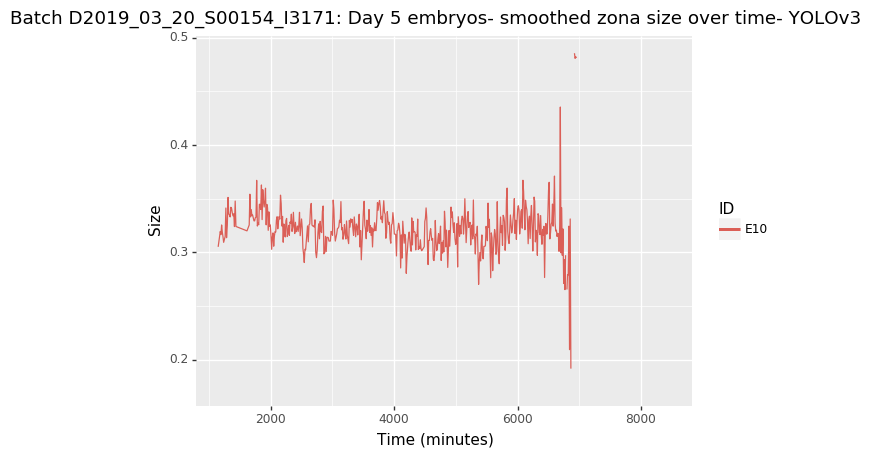 Batch D2019_03_20_S00154_I3171: Day 5 embryos- smoothed zona size over time- YOLOv3
0.5
0.4
0.3
0.2
Size
2000
4000
6000
8000
Time (minutes)
ID
E10